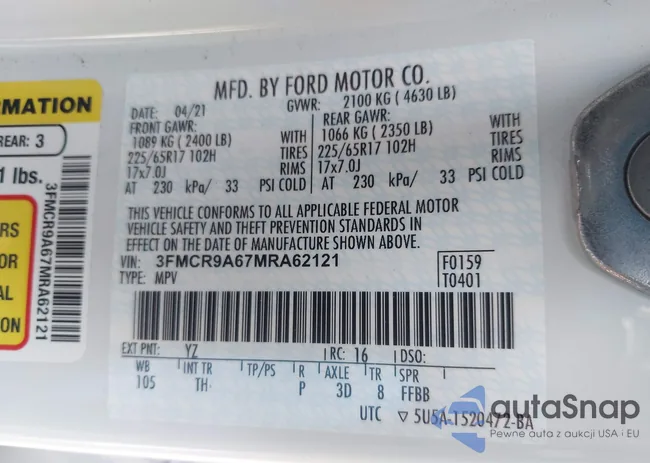 ORMATION
REAR: 3
1 lbs.
RS
OR
AL
ON
3FMCR9A67MRA62121
MFD. BY FORD MOTOR CO.
DATE: 04/21 GVWR: 2100 KG ( 4630 LB)
FRONT GAWR: REAR GAWR:
1089 KG ( 2400 LB) WITH 1066 KG ( 2350 LB) WITH
225/65R17 102H TIRES 225/65R17 102H TIRES
17x7.0J RIMS 17x7.0J RIMS
AT 230 kPa/ 33 PSI COLD AT 230 kPa/ 33 PSI COLD
THIS VEHICLE CONFORMS TO ALL APPLICABLE FEDERAL MOTOR
VEHICLE SAFETY AND THEFT PREVENTION STANDARDS IN
EFFECT ON THE DATE OF MANUFACTURE SHOWN ABOVE.
VIN: 3FMCR9A67MRA62121 F0159
TYPE: MPV T0401
EXT PNT: YZ RC: 16 DSO:
WB INT TR TP/PS R AXLE TR SPR
105 TH P 3D 8 FFBB
UTC ▽ 5U5A-1520472-BA
autoSnap
Pewne auta z aukcji USA i EU